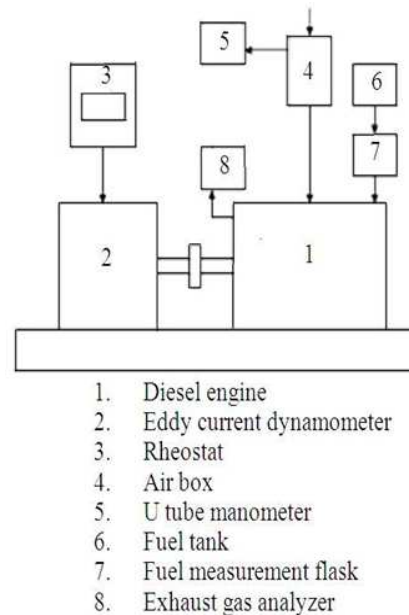 5
4
3
6
8
7
2
1
1. Diesel engine
2. Eddy current dynamometer
3. Rheostat
4. Air box
5. U tube manometer
6. Fuel tank
7. Fuel measurement flask
8. Exhaust gas analyzer